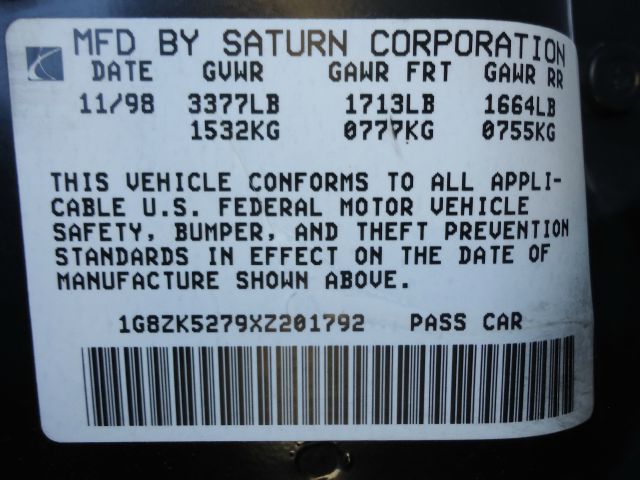 MFD BY SATURN CORPORATION
DATE GVWR GAWR FRT GAWR RR
11/98 3377LB 1713LB 1664LB
1532KG 0777KG 0755KG
THIS VEHICLE CONFORMS TO ALL APPLI-
CABLE U.S. FEDERAL MOTOR VEHICLE
SAFETY, BUMPER, AND THEFT PREVENTION
STANDARDS IN EFFECT ON THE DATE OF
MANUFACTURE SHOWN ABOVE.
1G8ZK5279XZ201792 PASS CAR